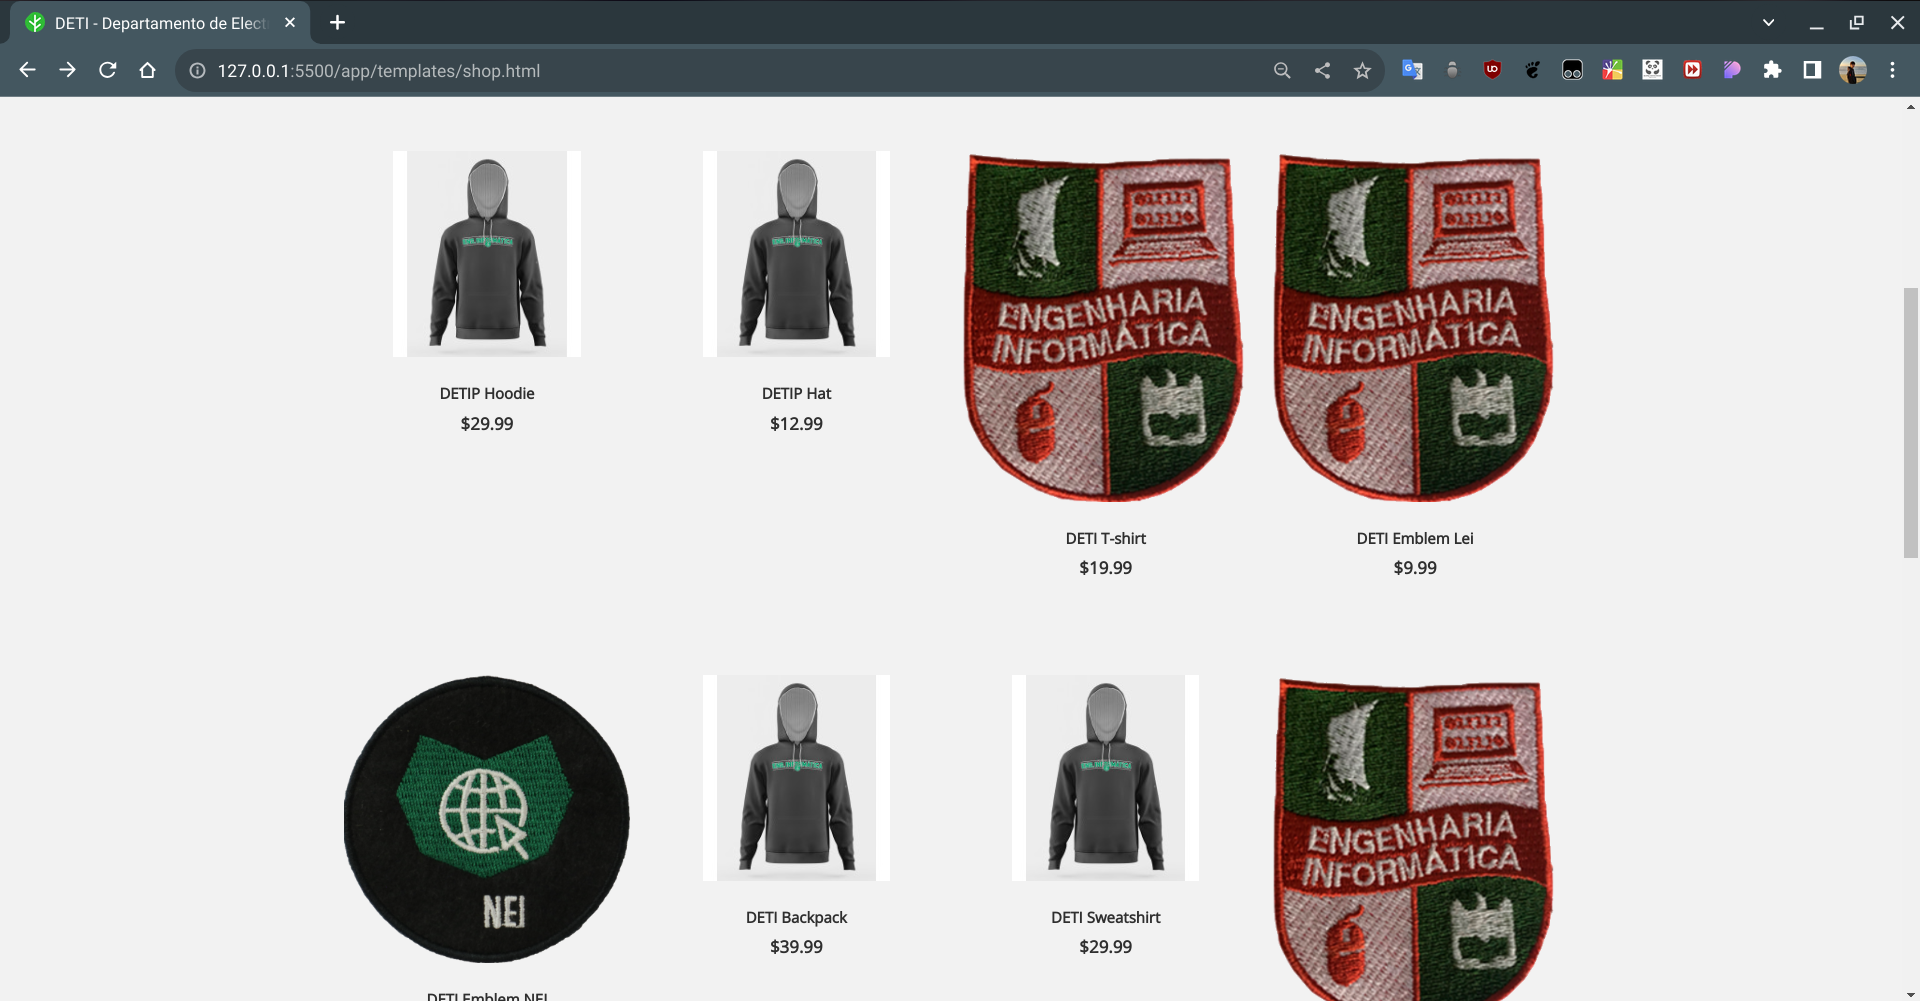 DETI - Departamento de Elect
127.0.0.1:5500/app/templates/shop.html
DETIP Hoodie
$29.99
DETIP Hat
$12.99
ENGENHARIA
INFORMÁTICA
DETI T-shirt
$19.99
ENGENHARIA
INFORMÁTICA
DETI Emblem Lei
$9.99
NEI
DETI Emblem NEI
DETI Backpack
$39.99
DETI Sweatshirt
$29.99
ENGENHARIA
INFORMÁTICA